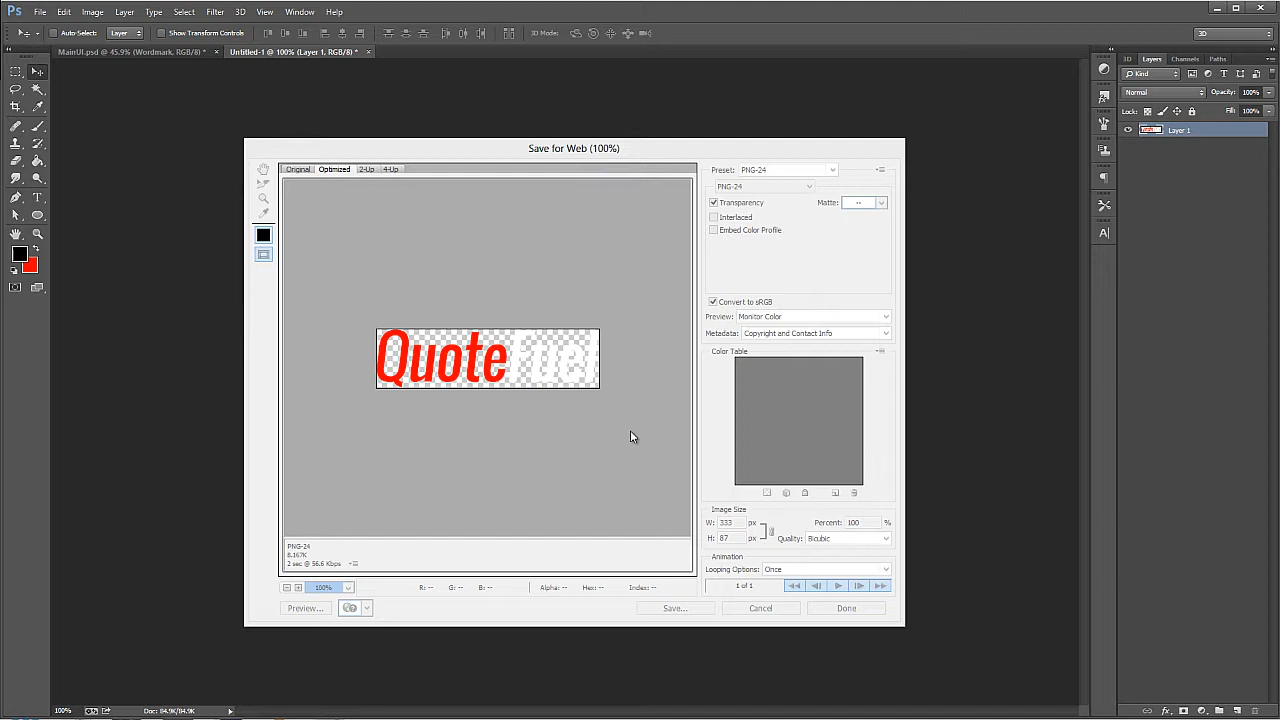 Ps File Edit Image Layer Type Select Filter 3D View Window Help
Auto-Select: Layer Show Transform Controls 3D Mode: 3D
MainUI.psd @ 45.9% (Wordmark, RGB/8) * × Untitled-1 @ 100% (Layer 1, RGB/8) * ×
3D Layers Channels Paths
Kind
Normal Opacity: 100%
Lock: Fill: 100%
Layer 1
Save for Web (100%)
Original Optimized 2-Up 4-Up
Preset: PNG-24
PNG-24
Transparency Matte: --
Interlaced
Embed Color Profile
Convert to sRGB
Preview: Monitor Color
Metadata: Copyright and Contact Info
Color Table
QuoteFuel
Image Size
W: 333 px Percent: 100 %
H: 87 px Quality: Bicubic
Animation
Looping Options: Once
1 of 1
PNG-24
8.167K
2 sec @ 56.6 Kbps
100% R: -- G: -- B: -- Alpha: -- Hex: -- Index: --
Preview... Save... Cancel Done
100% Doc: 84.9K/84.9K